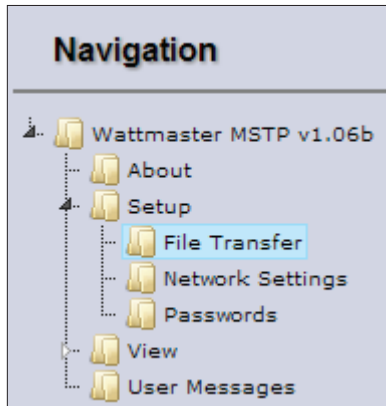 Navigation
Wattmaster MSTP v1.06b
About
Setup
File Transfer
Network Settings
Passwords
View
User Messages